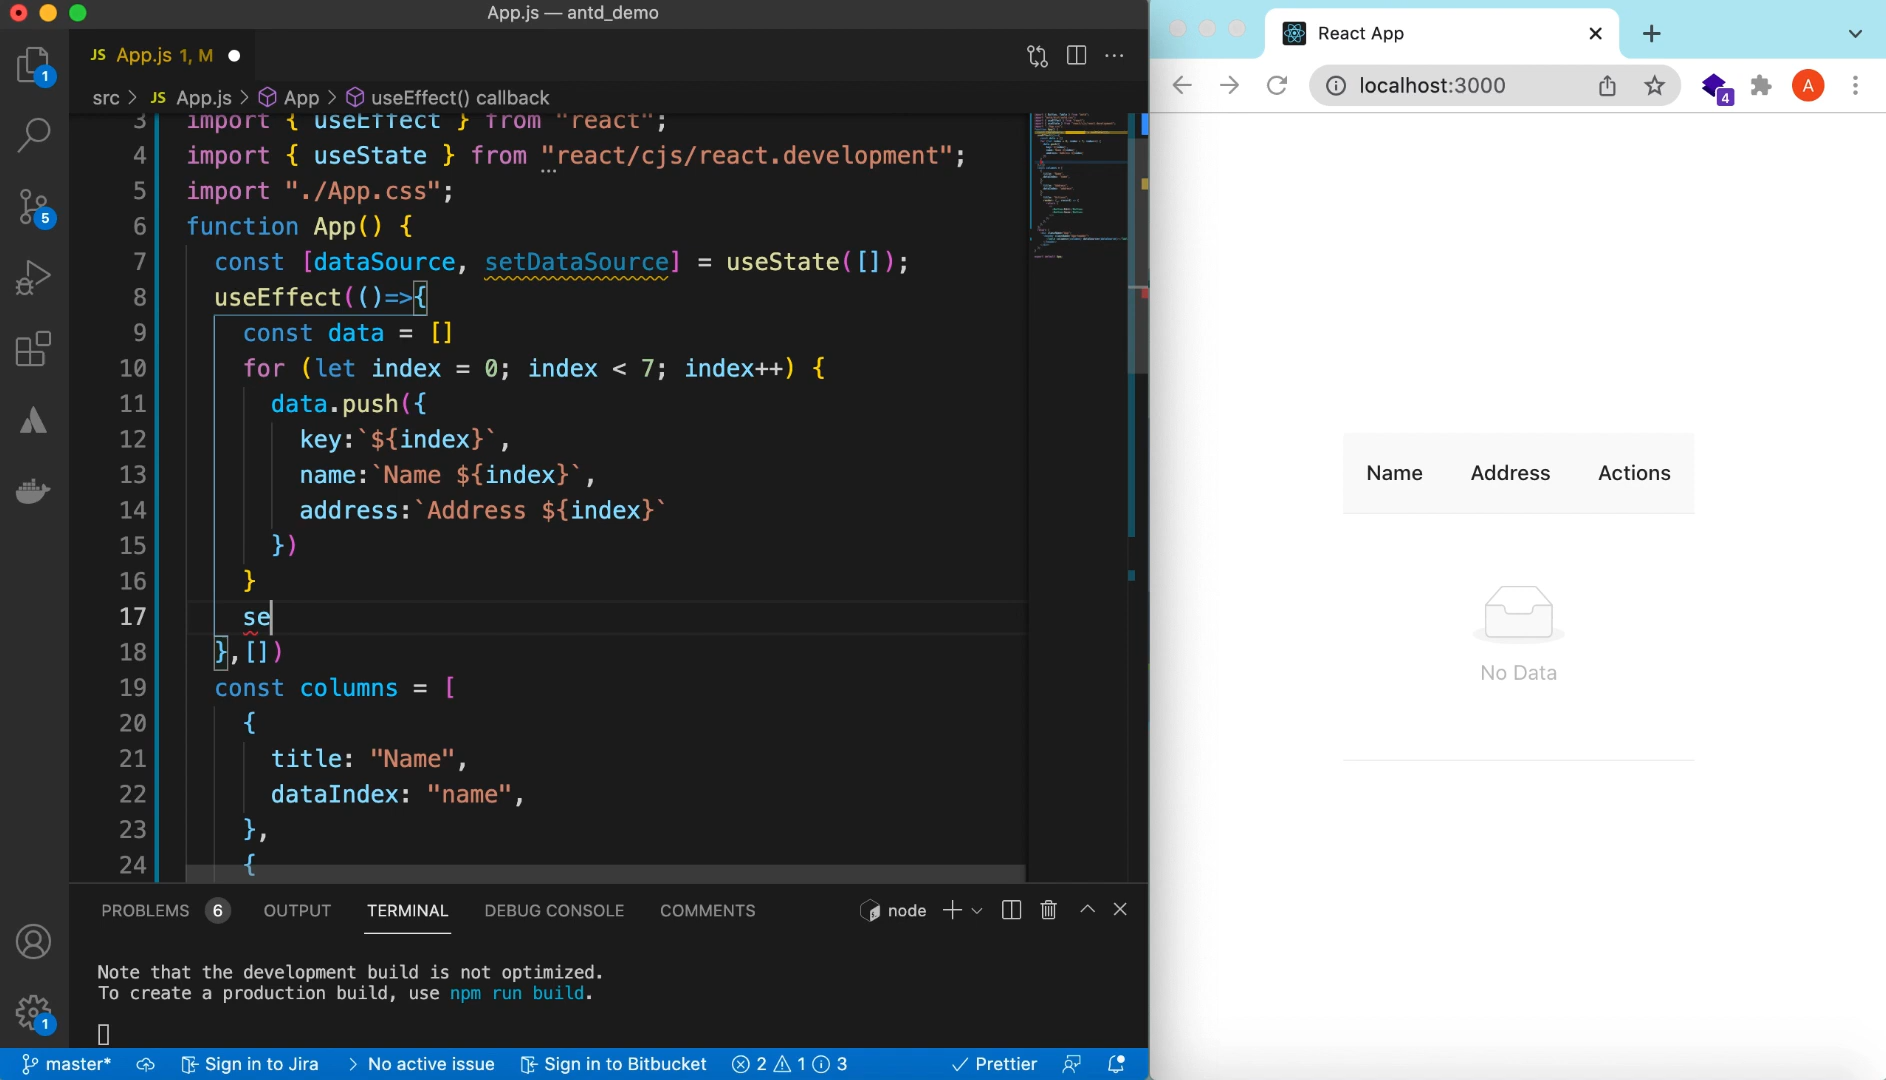 App.js — antd_demo
JS App.js 1, M
src > JS App.js > App > useEffect() callback
3 import { useEffect } from "react";
4 import { useState } from "react/cjs/react.development";
5 import "./App.css";
6 function App() {
7 const [dataSource, setDataSource] = useState([]);
8 useEffect(()=>{
9 const data = []
10 for (let index = 0; index < 7; index++) {
11 data.push({
12 key:`${index}`,
13 name:`Name ${index}`,
14 address:`Address ${index}`
15 })
16 }
17 se
18 },[])
19 const columns = [
20 {
21 title: "Name",
22 dataIndex: "name",
23 },
24 {
1
5
1
PROBLEMS 6 OUTPUT TERMINAL DEBUG CONSOLE COMMENTS node
Note that the development build is not optimized.
To create a production build, use npm run build.
master* Sign in to Jira > No active issue Sign in to Bitbucket 2 1 3 Prettier
React App
localhost:3000 4 A
Name Address Actions
No Data